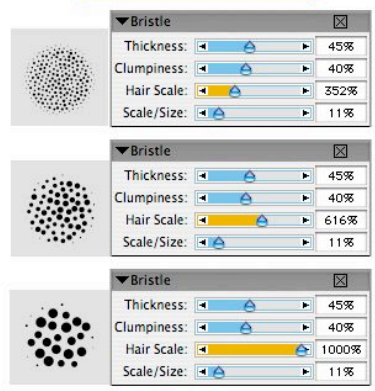 Bristle
Thickness: 45%
Clumpiness: 40%
Hair Scale: 352%
Scale/Size: 11%
Bristle
Thickness: 45%
Clumpiness: 40%
Hair Scale: 616%
Scale/Size: 11%
Bristle
Thickness: 45%
Clumpiness: 40%
Hair Scale: 1000%
Scale/Size: 11%